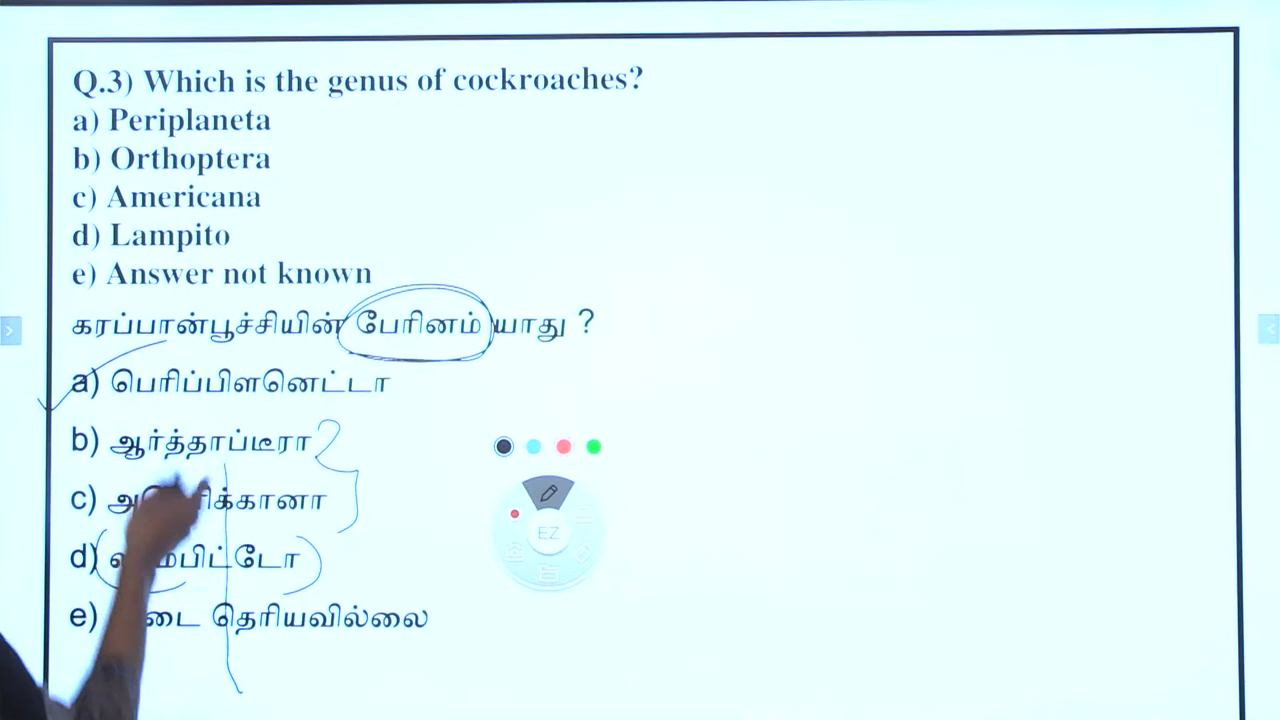 Q.3) Which is the genus of cockroaches?
a) Periplaneta
b) Orthoptera
c) Americana
d) Lampito
e) Answer not known
கரப்பான்பூச்சியின் பேரினம் யாது ?
a) பெரிப்பிளனெட்டா
b) ஆர்த்தாப்டீரா
c)
d)
e) தெரியவில்லை
EZ